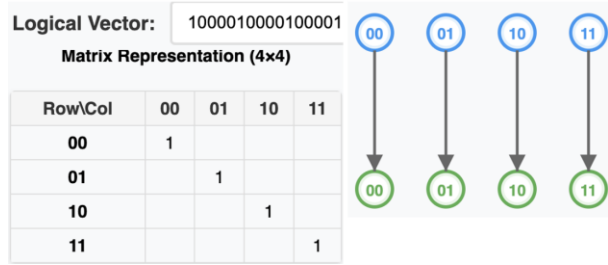 Logical Vector: 1000010000100001
Matrix Representation (4×4)
Row\Col 00 01 10 11
00 1
01 1
10 1
11 1
00 01 10 11
00 01 10 11